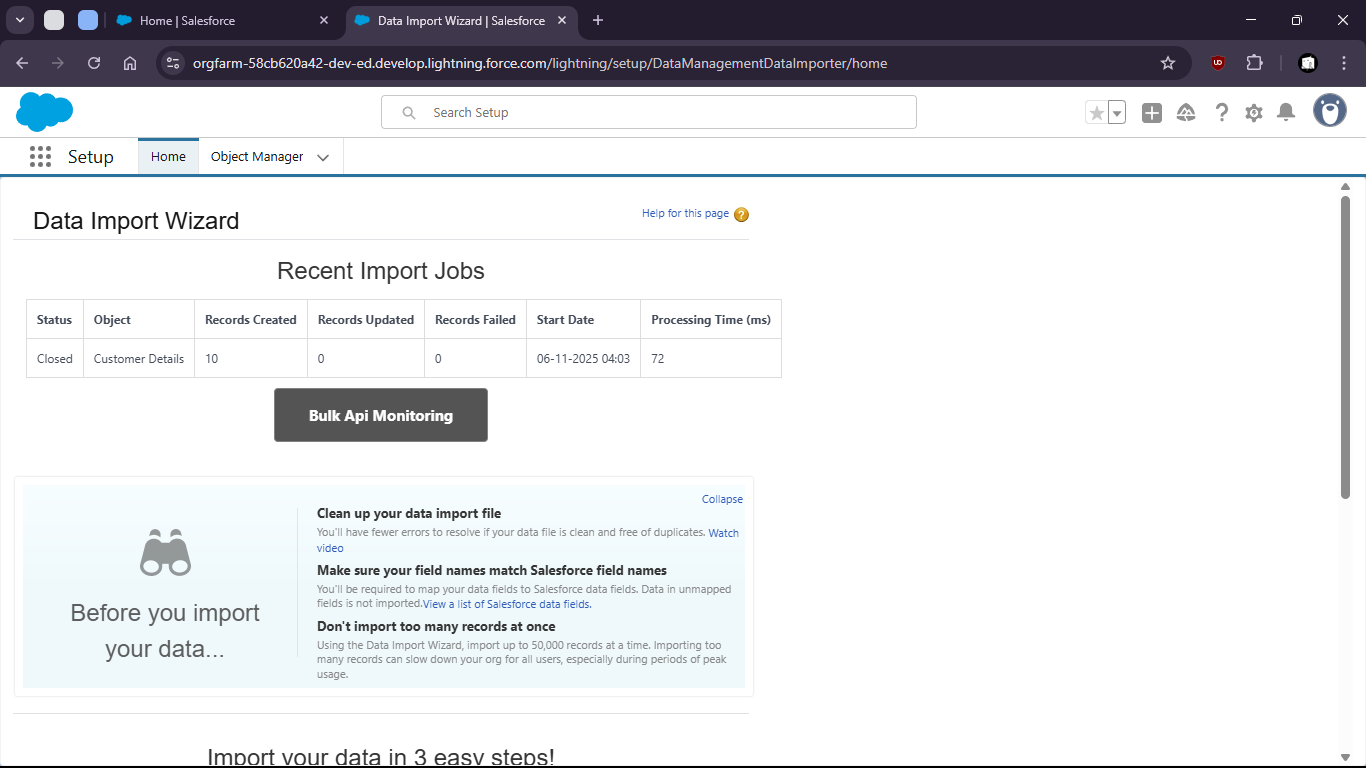 Home | Salesforce
Data Import Wizard | Salesforce
orgfarm-58cb620a42-dev-ed.develop.lightning.force.com/lightning/setup/DataManagementDataImporter/home
UD
Search Setup
Setup
Home
Object Manager
Data Import Wizard
Help for this page ?
Recent Import Jobs
Status Object Records Created Records Updated Records Failed Start Date Processing Time (ms)
Closed Customer Details 10 0 0 06-11-2025 04:03 72
Bulk Api Monitoring
Collapse
Before you import
your data...
Clean up your data import file
You'll have fewer errors to resolve if your data file is clean and free of duplicates. Watch
video
Make sure your field names match Salesforce field names
You'll be required to map your data fields to Salesforce data fields. Data in unmapped
fields is not imported.View a list of Salesforce data fields.
Don't import too many records at once
Using the Data Import Wizard, import up to 50,000 records at a time. Importing too
many records can slow down your org for all users, especially during periods of peak
usage.
Import your data in 3 easy steps!